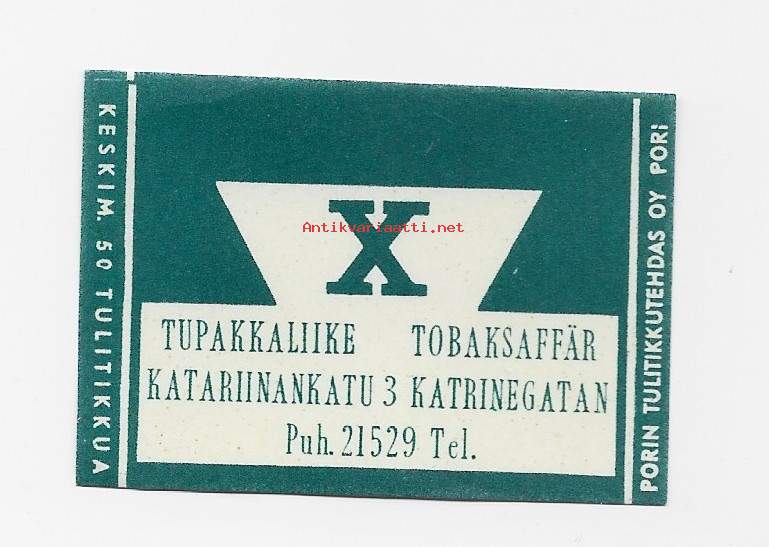 KESKIM. 50 TULITIKKUA
X
Antikvariaatti.net
TUPAKKALIIKE TOBAKSAFFÄR
KATARIINANKATU 3 KATRINEGATAN
Puh. 21529 Tel.
PORIN TULITIKKUTEHDAS OY PORI